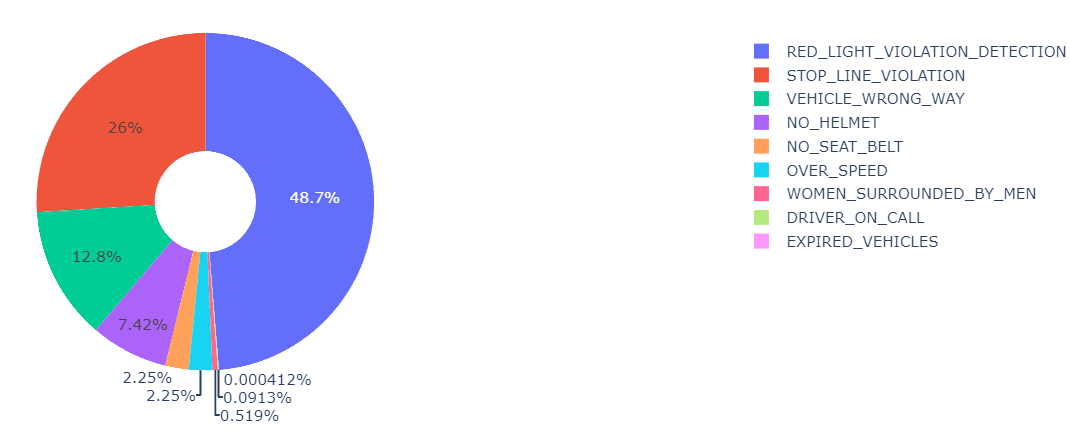 RED_LIGHT_VIOLATION_DETECTION
STOP_LINE_VIOLATION
VEHICLE_WRONG_WAY
NO_HELMET
NO_SEAT_BELT
OVER_SPEED
WOMEN_SURROUNDED_BY_MEN
DRIVER_ON_CALL
EXPIRED_VEHICLES
26%
48.7%
12.8%
7.42%
2.25%
0.000412%
2.25%
0.0913%
0.519%